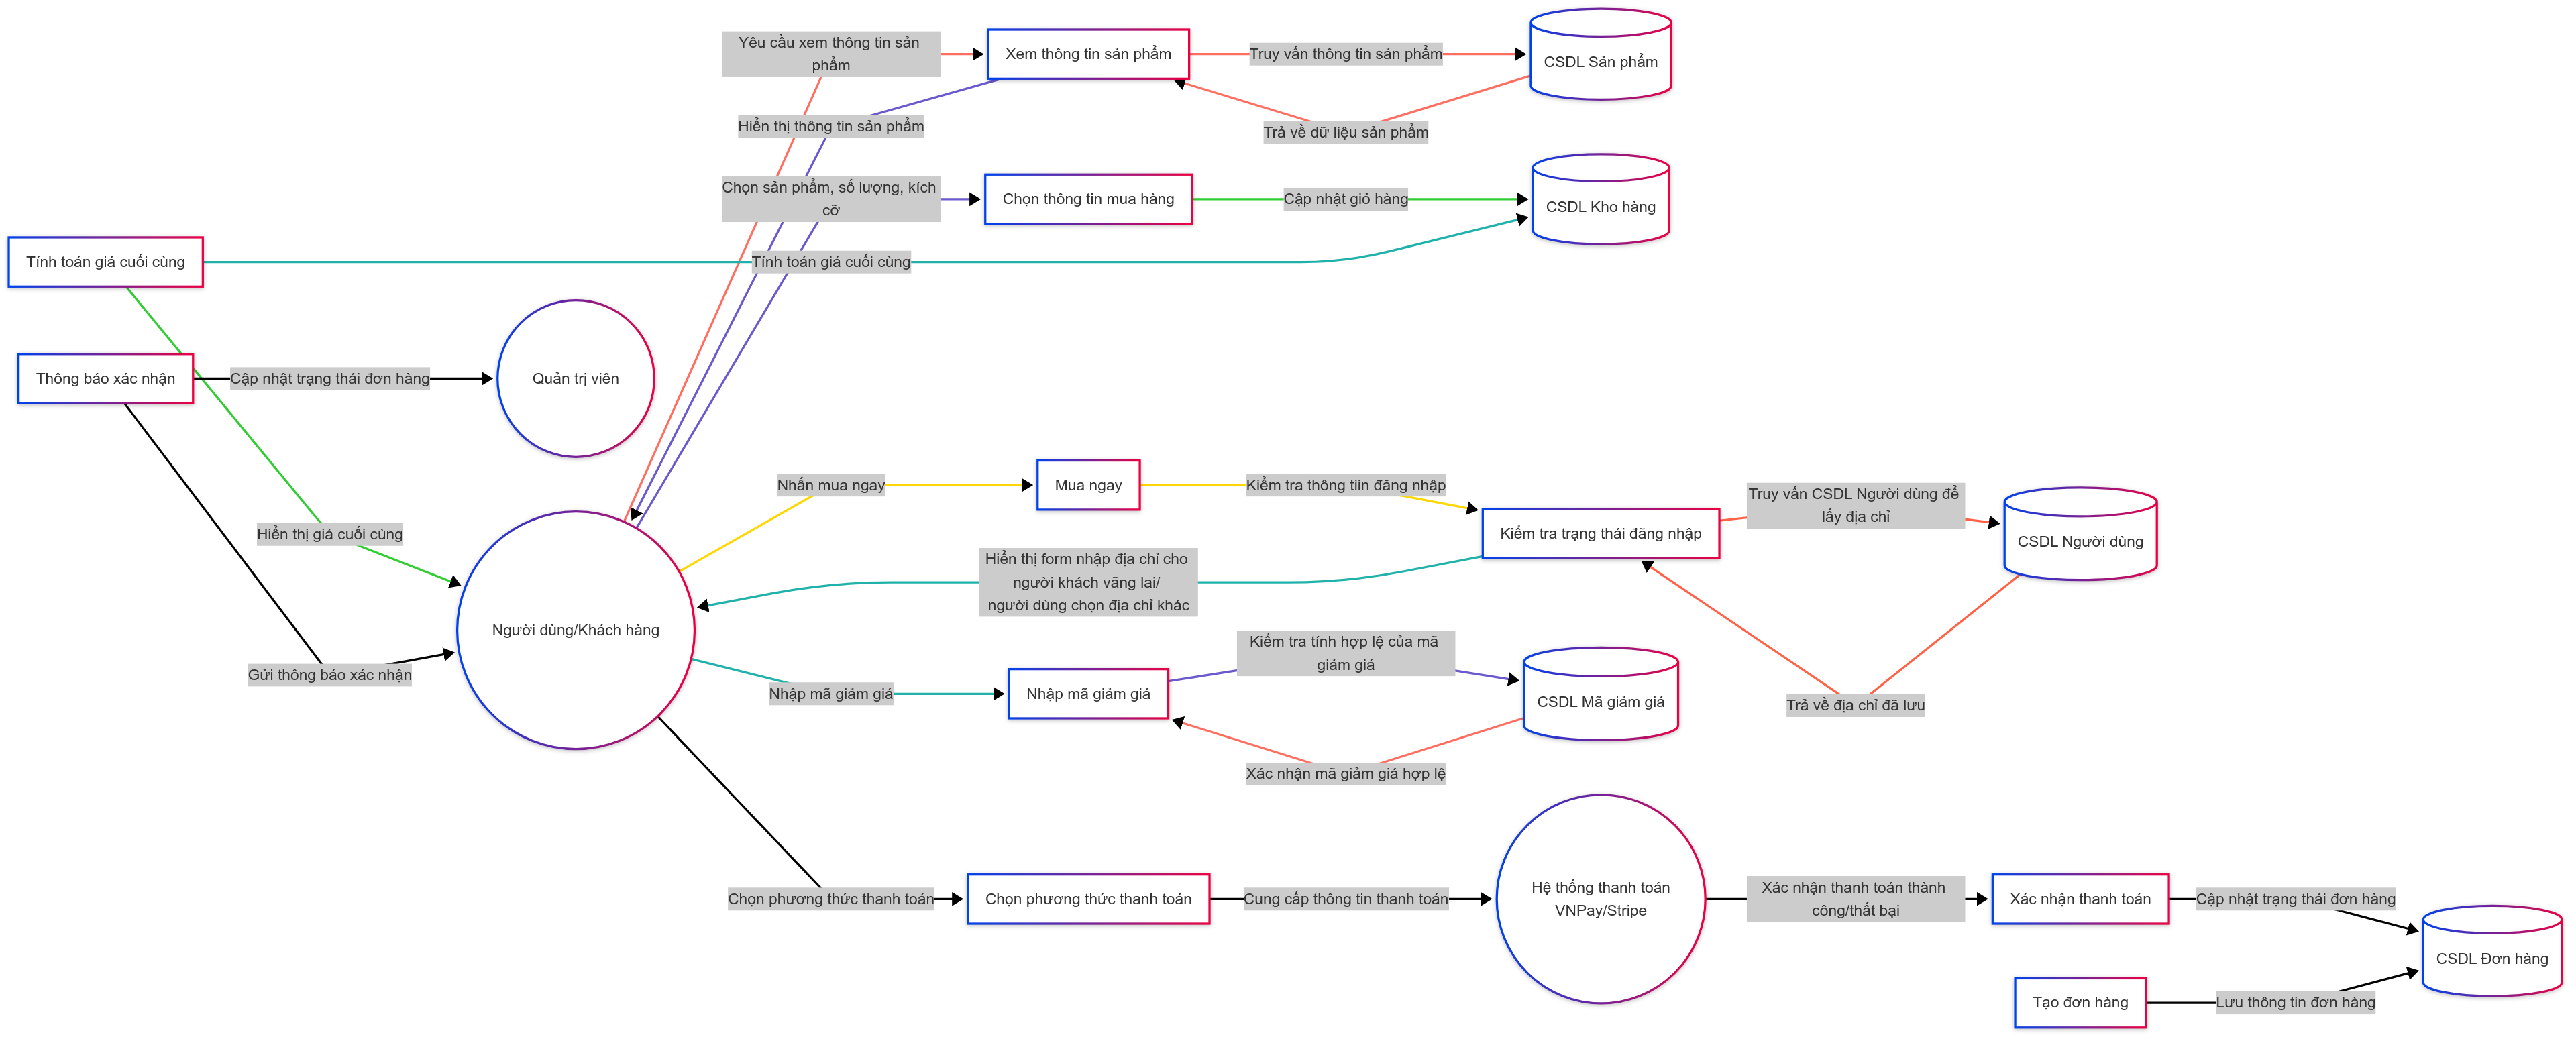 Yêu cầu xem thông tin sản
phẩm
Xem thông tin sản phẩm
Truy vấn thông tin sản phẩm
CSDL Sản phẩm
Hiển thị thông tin sản phẩm
Trả về dữ liệu sản phẩm
Chọn sản phẩm, số lượng, kích
cỡ
Chọn thông tin mua hàng
Cập nhật giỏ hàng
CSDL Kho hàng
Tính toán giá cuối cùng
Tính toán giá cuối cùng
Thông báo xác nhận
Cập nhật trạng thái đơn hàng
Quản trị viên
Nhấn mua ngay
Mua ngay
Kiểm tra thông tiin đăng nhập
Kiểm tra trạng thái đăng nhập
Truy vấn CSDL Người dùng để
lấy địa chỉ
CSDL Người dùng
Hiển thị giá cuối cùng
Hiển thị form nhập địa chỉ cho
người khách vãng lai/
người dùng chọn địa chỉ khác
Người dùng/Khách hàng
Gửi thông báo xác nhận
Nhập mã giảm giá
Nhập mã giảm giá
Kiểm tra tính hợp lệ của mã
giảm giá
CSDL Mã giảm giá
Trả về địa chỉ đã lưu
Xác nhận mã giảm giá hợp lệ
Chọn phương thức thanh toán
Chọn phương thức thanh toán
Cung cấp thông tin thanh toán
Hệ thống thanh toán
VNPay/Stripe
Xác nhận thanh toán thành
công/thất bại
Xác nhận thanh toán
Cập nhật trạng thái đơn hàng
CSDL Đơn hàng
Tạo đơn hàng
Lưu thông tin đơn hàng